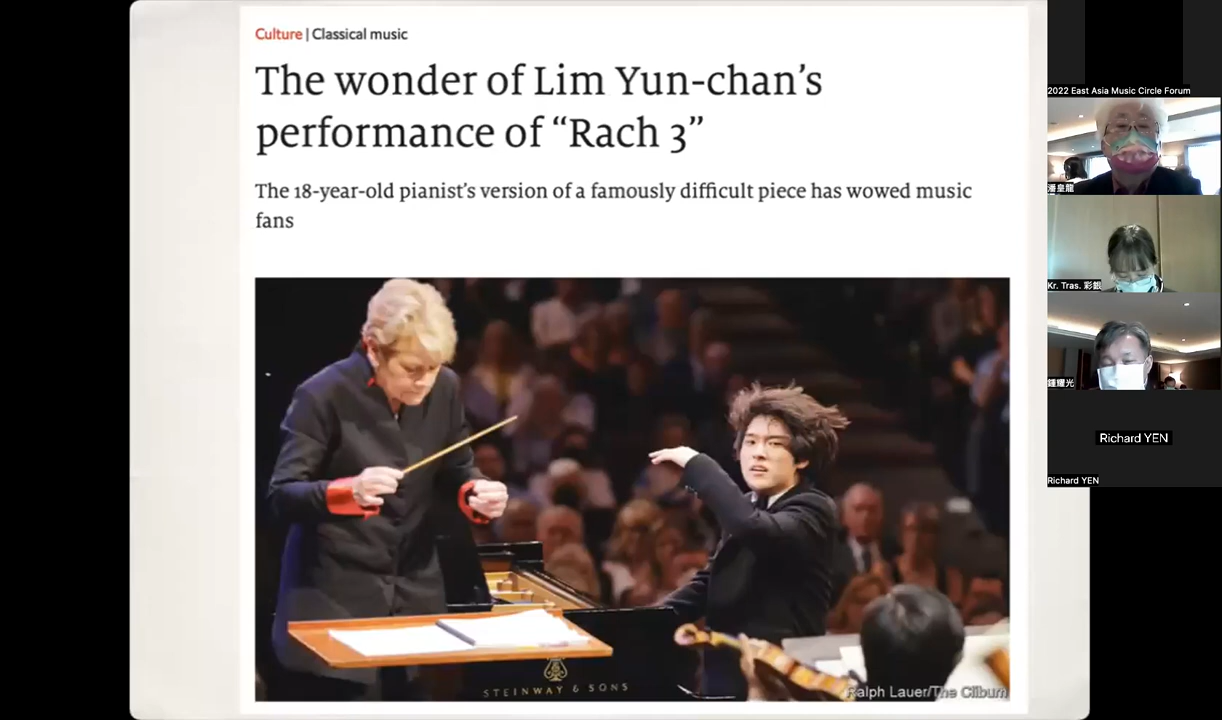 Culture | Classical music
The wonder of Lim Yun-chan’s
performance of “Rach 3”
The 18-year-old pianist’s version of a famously difficult piece has wowed music
fans
STEINWAY & SONS
Ralph Lauer/The Cliburn
2022 East Asia Music Circle Forum
潘皇龍
Kr. Tras. 彩銀
鍾耀光
Richard YEN
Richard YEN